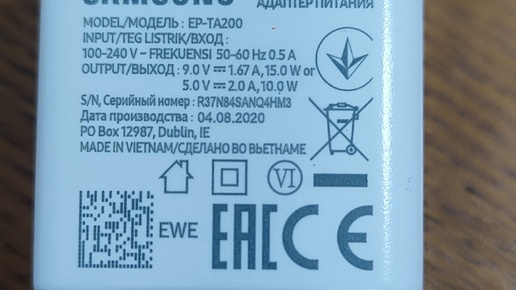 SAMSUNG АДАПТЕР ПИТАНИЯ
MODEL/МОДЕЛЬ : EP-TA200
INPUT/TEG LISTRIK/ВХОД :
100-240 V ~ FREKUENSI 50-60 Hz 0.5 A
OUTPUT/ВЫХОД : 9.0 V ⎓ 1.67 A, 15.0 W or
5.0 V ⎓ 2.0 A, 10.0 W
S/N, Серийный номер : R37N84SANQ4HM3
Дата производства : 04.08.2020
PO Box 12987, Dublin, IE
MADE IN VIETNAM/СДЕЛАНО ВО ВЬЕТНАМЕ
VI
EWE EAC CE